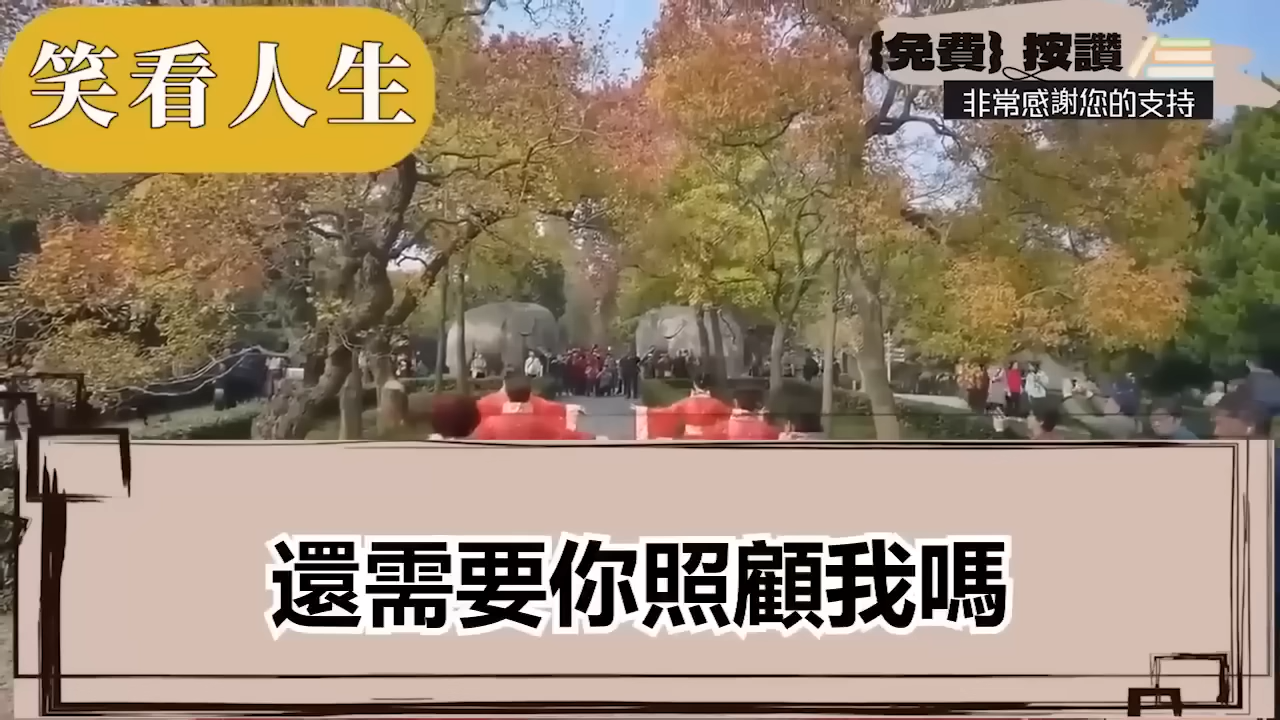 笑看人生
{免費} 按讚
非常感謝您的支持
還需要你照顧我嗎